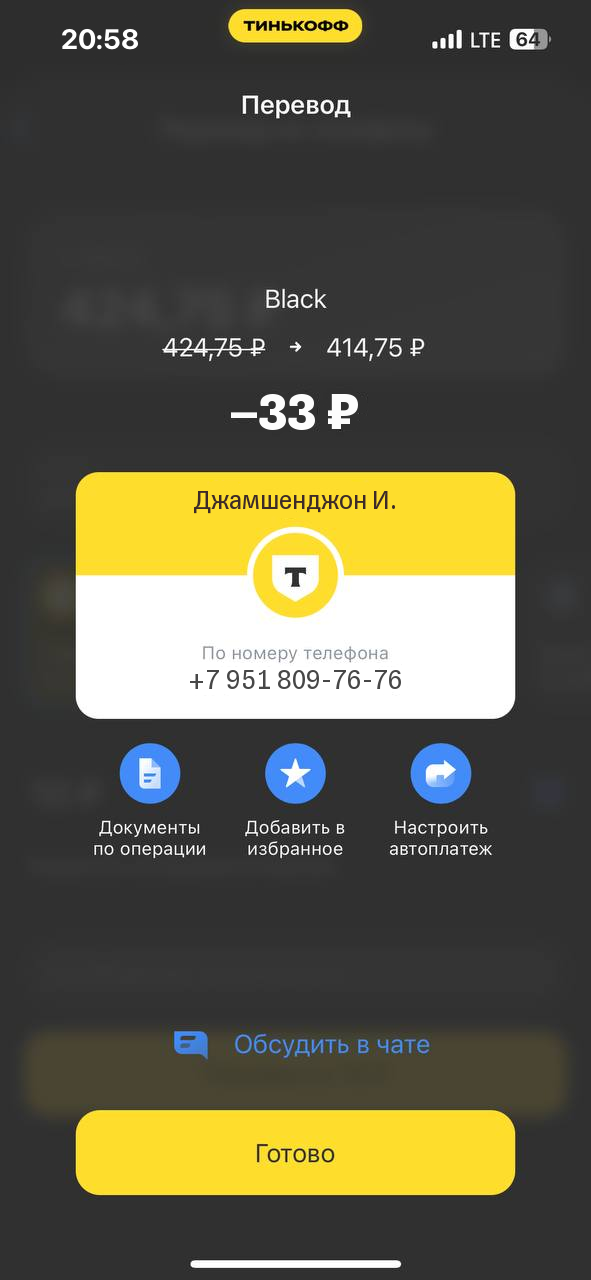 20:58
ТИНЬКОФФ
LTE 64
Перевод
Black
424,75 ₽ → 414,75 ₽
–33 ₽
Джамшенджон И.
Т
По номеру телефона
+7 951 809-76-76
Документы
по операции
Добавить в
избранное
Настроить
автоплатеж
Обсудить в чате
Готово